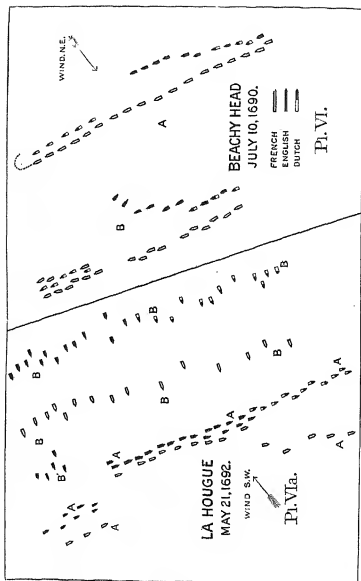 WIND. N.E.
A
BEACHY HEAD
JULY 10, 1690.
FRENCH
ENGLISH
DUTCH
Pl. VI.
B
B
B
B
B
B
B
B
B'
A
A
A
A
A
A
LA HOUGUE
MAY 21, 1692.
WIND S.W.
Pl. VIa.